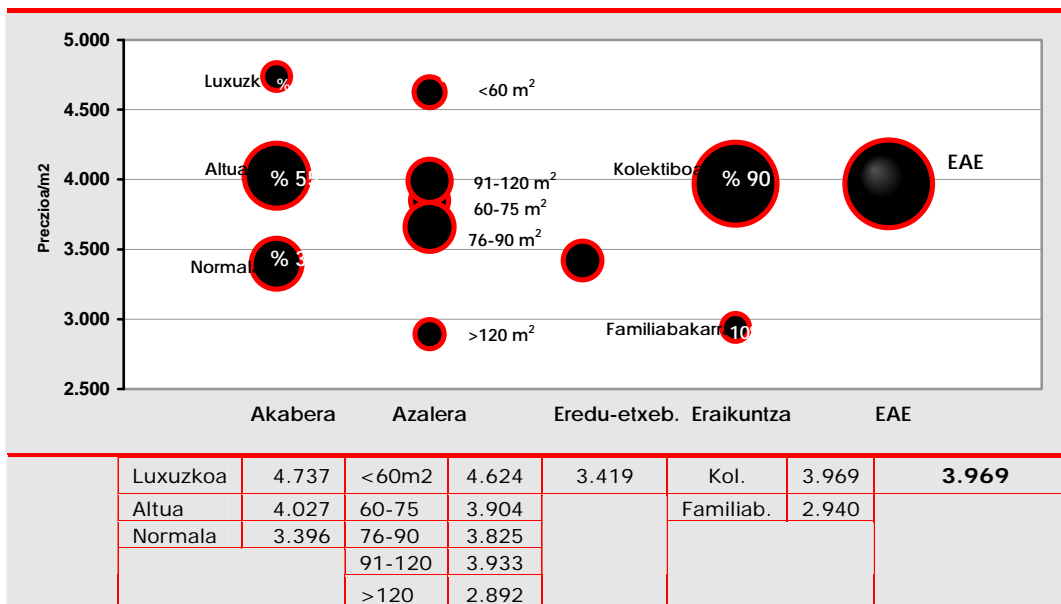 5.000
4.500
4.000
3.500
3.000
2.500
Preczioa/m2
Luxuzk
%
Altua
% 55
Normal
% 3
<60 m²
91-120 m²
60-75 m²
76-90 m²
>120 m²
Kolektiboa
% 90
Familiabakarra
10
EAE
Akabera Azalera Eredu-etxeb. Eraikuntza EAE
Luxuzkoa 4.737 <60m2 4.624 3.419 Kol. 3.969 3.969
Altua 4.027 60-75 3.904 Familiab. 2.940
Normala 3.396 76-90 3.825
91-120 3.933
>120 2.892